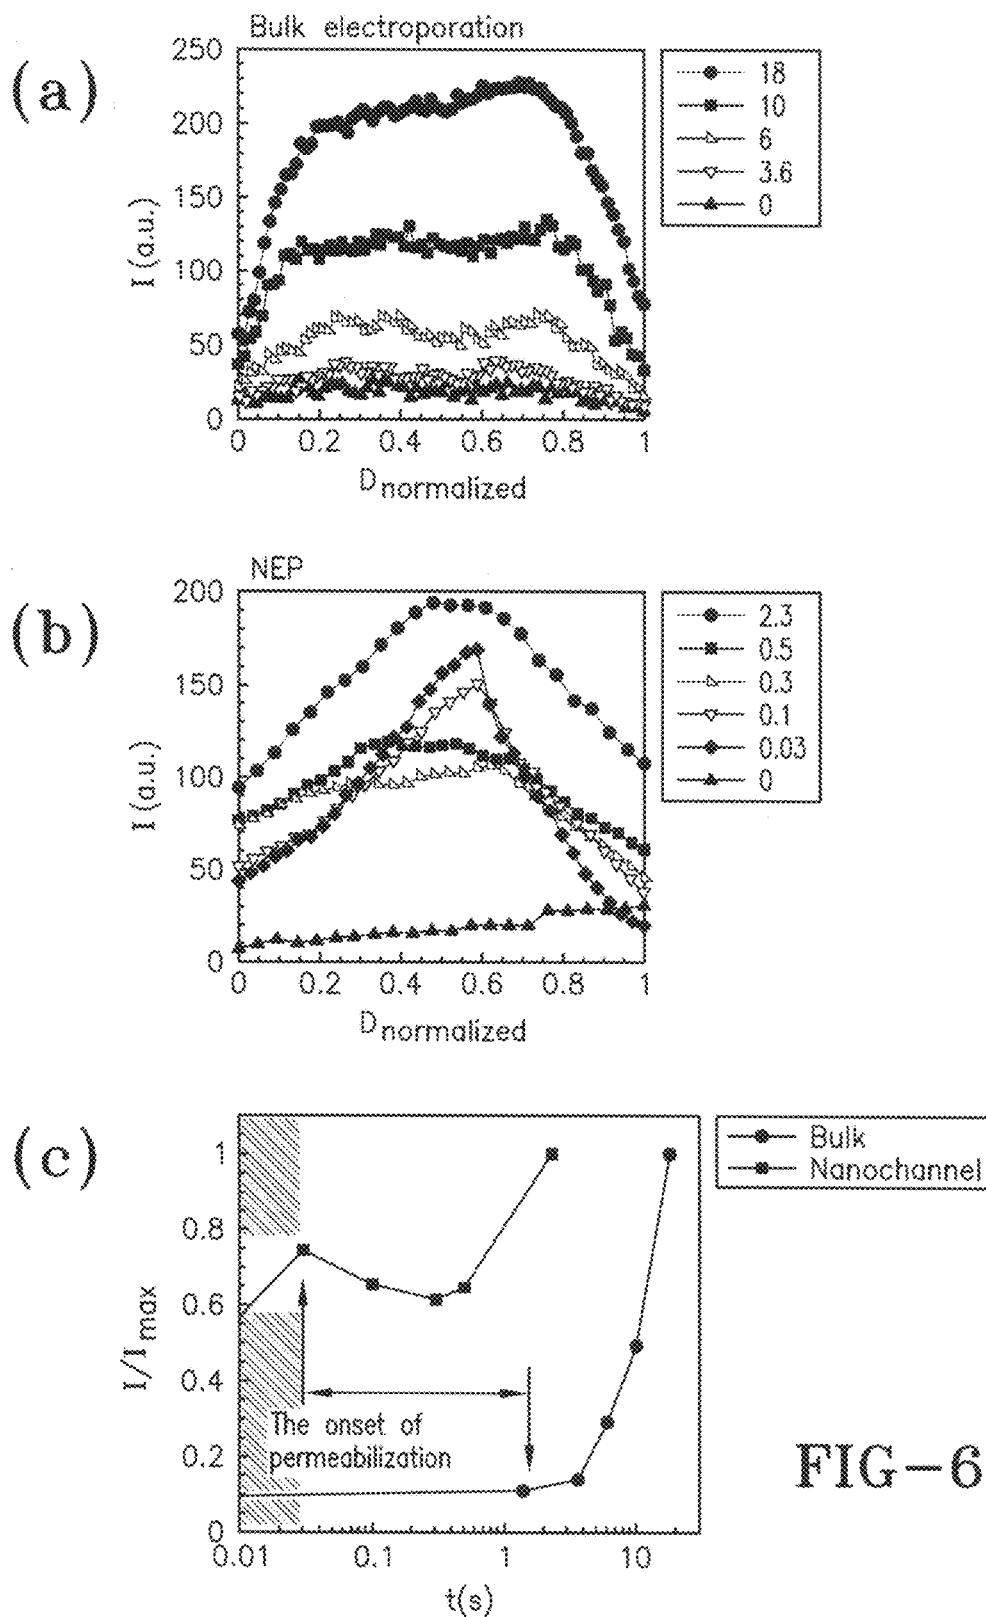 (a)
Bulk electroporation
250
200
150
100
50
0
I (a.u.)
0 0.2 0.4 0.6 0.8 1
Dnormalized
18
10
6
3.6
0
(b)
NEP
200
150
100
50
0
I (a.u.)
0 0.2 0.4 0.6 0.8 1
Dnormalized
2.3
0.5
0.3
0.1
0.03
0
(c)
1
0.8
0.6
0.4
0.2
0
I/Imax
The onset of
permeabilization
0.01 0.1 1 10
t(s)
Bulk
Nanochannel
FIG-6